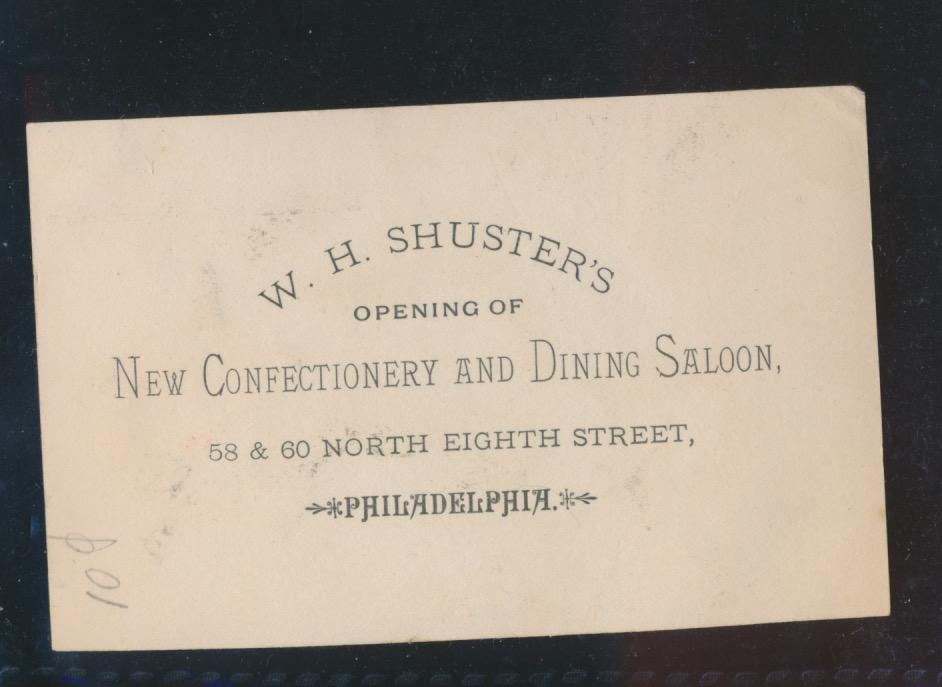 W. H. SHUSTER'S
OPENING OF
NEW CONFECTIONERY AND DINING SALOON,
58 & 60 NORTH EIGHTH STREET,
PHILADELPHIA.